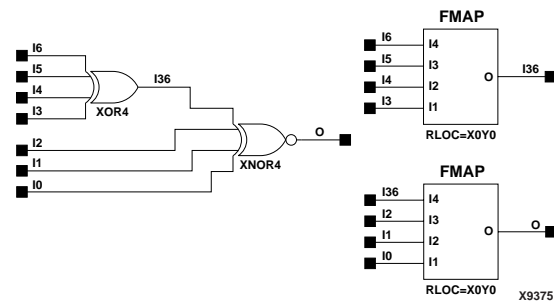 I6
I5
I4
I3
I36
XOR4
I2
I1
I0
O
XNOR4
FMAP
I6 I4
I5 I3
I4 I2
I3 I1
O I36
RLOC=X0Y0
FMAP
I36 I4
I2 I3
I1 I2
I0 I1
O O
RLOC=X0Y0
X9375